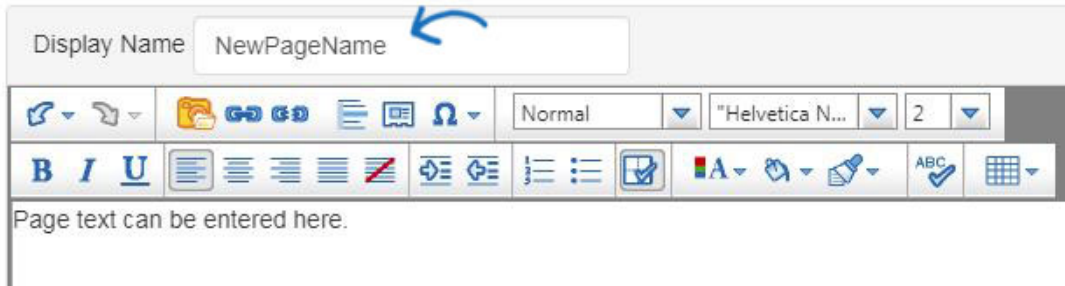 Display Name NewPageName
Ω Normal "Helvetica N... 2
B I U A ABC
Page text can be entered here.